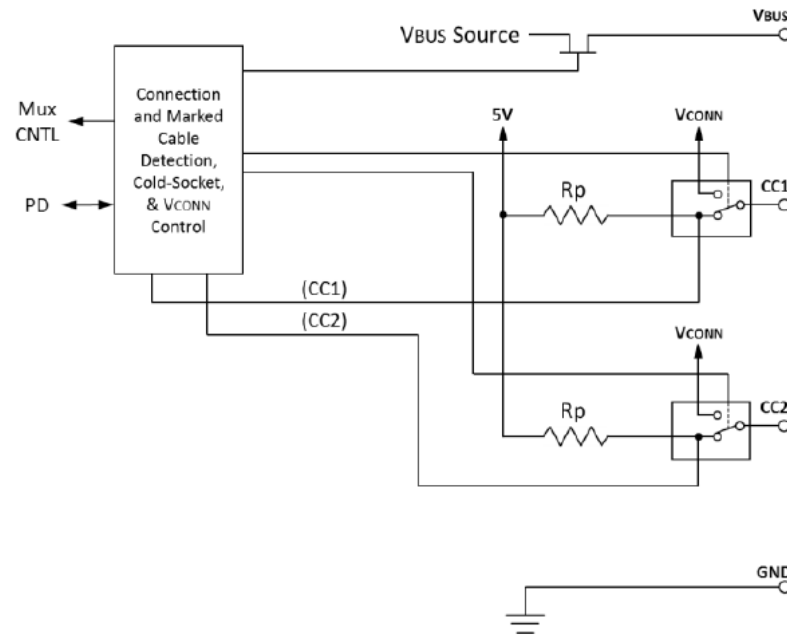 VBUS Source
VBUS
Connection
and Marked
Cable
Detection,
Cold-Socket,
& VCONN
Control
Mux
CNTL
PD
5V
VCONN
Rp
CC1
(CC1)
(CC2)
VCONN
Rp
CC2
GND